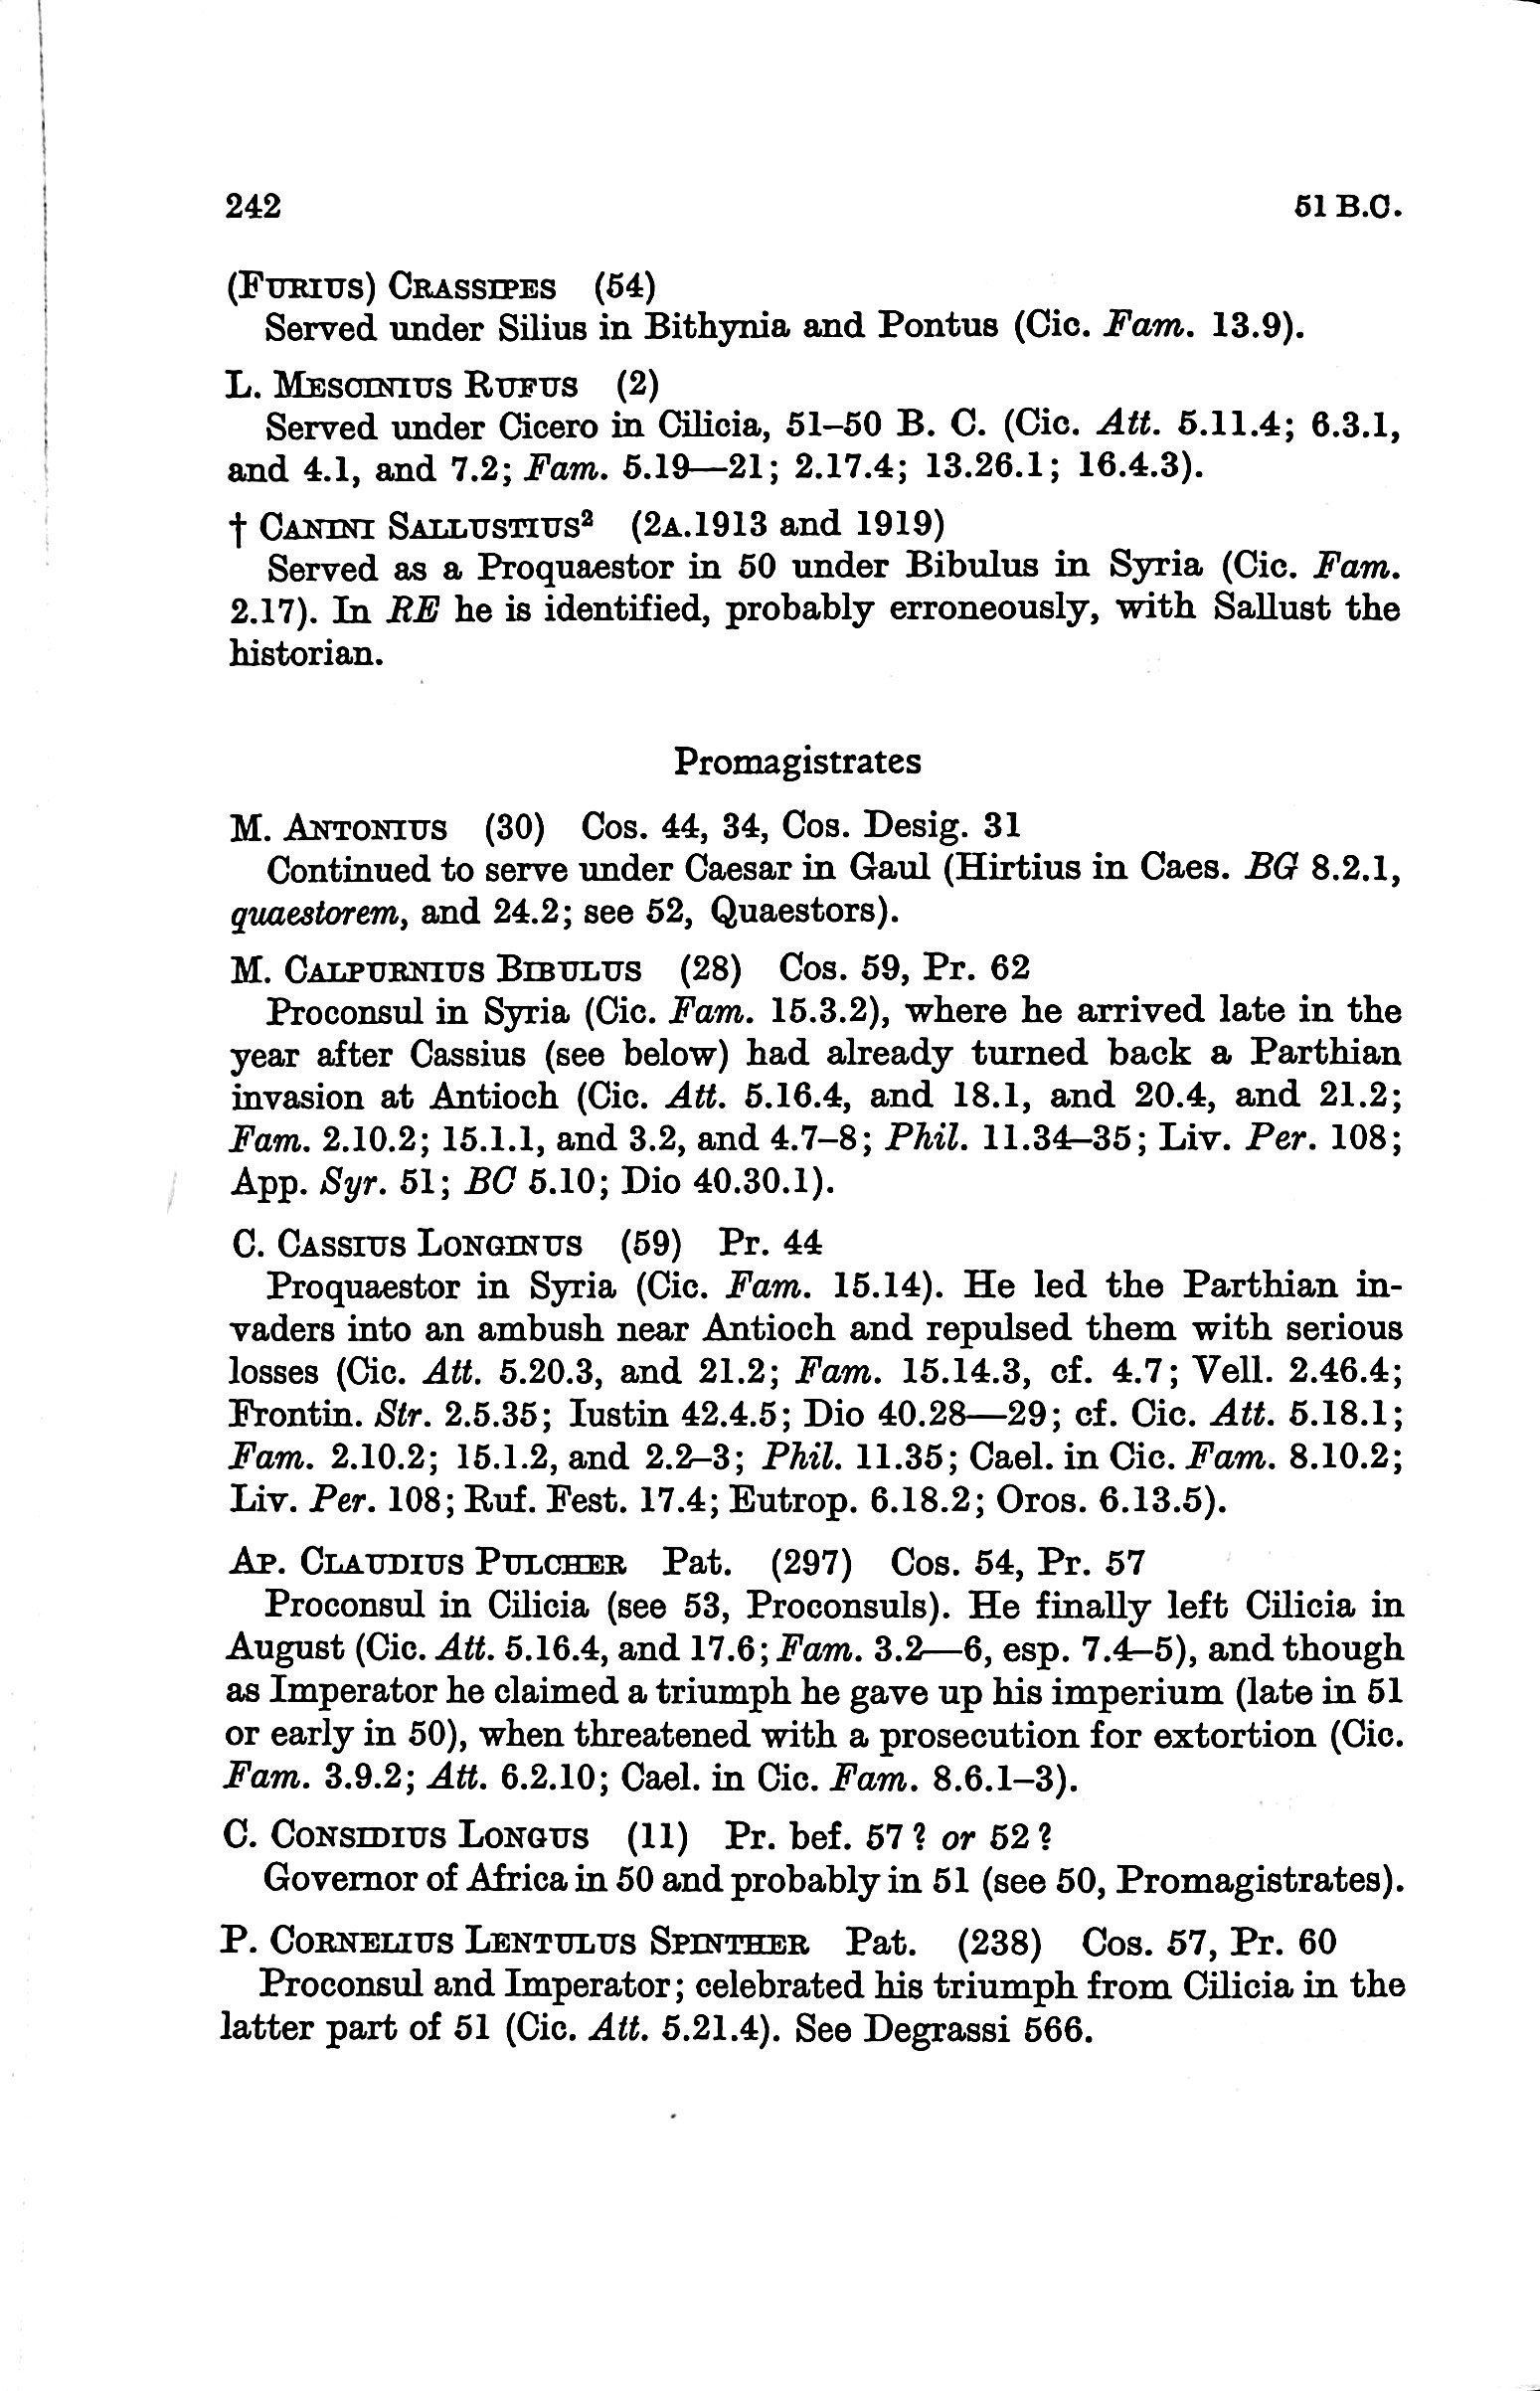 242 51 B.C.
(FURIUS) CRASSIPES (54)
Served under Silius in Bithynia and Pontus (Cic. Fam. 13.9).
L. MESCINIUS RUFUS (2)
Served under Cicero in Cilicia, 51–50 B. C. (Cic. Att. 5.11.4; 6.3.1,
and 4.1, and 7.2; Fam. 5.19—21; 2.17.4; 13.26.1; 16.4.3).
† CANINI SALLUSTIUS² (2A.1913 and 1919)
Served as a Proquaestor in 50 under Bibulus in Syria (Cic. Fam.
2.17). In RE he is identified, probably erroneously, with Sallust the
historian.
Promagistrates
M. ANTONIUS (30) Cos. 44, 34, Cos. Desig. 31
Continued to serve under Caesar in Gaul (Hirtius in Caes. BG 8.2.1,
quaestorem, and 24.2; see 52, Quaestors).
M. CALPURNIUS BIBULUS (28) Cos. 59, Pr. 62
Proconsul in Syria (Cic. Fam. 15.3.2), where he arrived late in the
year after Cassius (see below) had already turned back a Parthian
invasion at Antioch (Cic. Att. 5.16.4, and 18.1, and 20.4, and 21.2;
Fam. 2.10.2; 15.1.1, and 3.2, and 4.7–8; Phil. 11.34–35; Liv. Per. 108;
App. Syr. 51; BC 5.10; Dio 40.30.1).
C. CASSIUS LONGINUS (59) Pr. 44
Proquaestor in Syria (Cic. Fam. 15.14). He led the Parthian in-
vaders into an ambush near Antioch and repulsed them with serious
losses (Cic. Att. 5.20.3, and 21.2; Fam. 15.14.3, cf. 4.7; Vell. 2.46.4;
Frontin. Str. 2.5.35; Iustin 42.4.5; Dio 40.28—29; cf. Cic. Att. 5.18.1;
Fam. 2.10.2; 15.1.2, and 2.2–3; Phil. 11.35; Cael. in Cic. Fam. 8.10.2;
Liv. Per. 108; Ruf. Fest. 17.4; Eutrop. 6.18.2; Oros. 6.13.5).
AP. CLAUDIUS PULCHER Pat. (297) Cos. 54, Pr. 57
Proconsul in Cilicia (see 53, Proconsuls). He finally left Cilicia in
August (Cic. Att. 5.16.4, and 17.6; Fam. 3.2—6, esp. 7.4–5), and though
as Imperator he claimed a triumph he gave up his imperium (late in 51
or early in 50), when threatened with a prosecution for extortion (Cic.
Fam. 3.9.2; Att. 6.2.10; Cael. in Cic. Fam. 8.6.1–3).
C. CONSIDIUS LONGUS (11) Pr. bef. 57? or 52?
Governor of Africa in 50 and probably in 51 (see 50, Promagistrates).
P. CORNELIUS LENTULUS SPINTHER Pat. (238) Cos. 57, Pr. 60
Proconsul and Imperator; celebrated his triumph from Cilicia in the
latter part of 51 (Cic. Att. 5.21.4). See Degrassi 566.